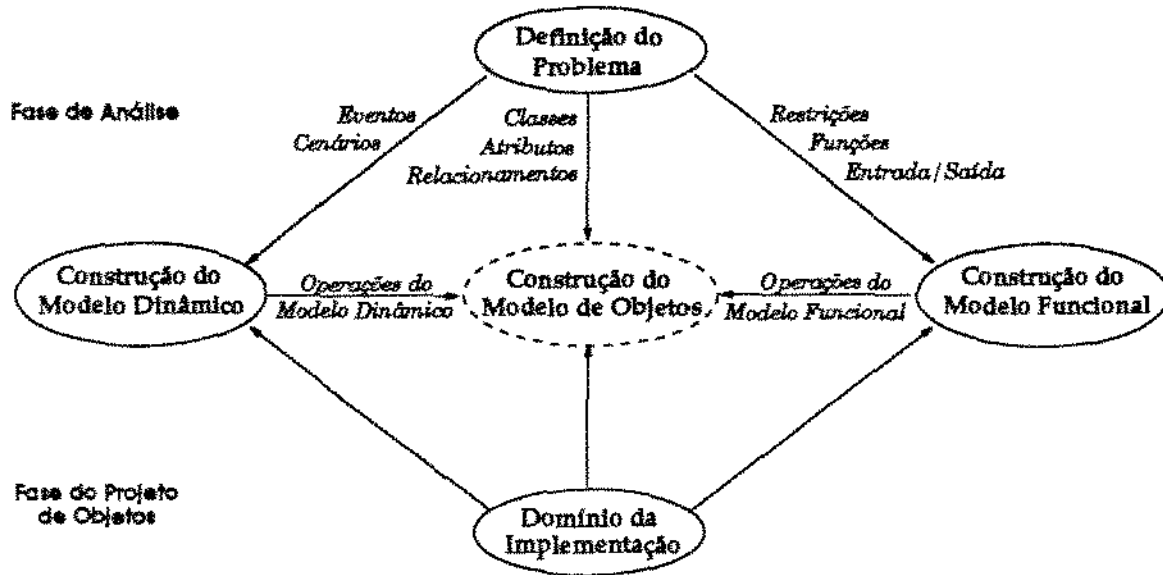 Definição do
Problema
Fase de Análise
Eventos
Cenários
Classes
Atributos
Relacionamentos
Restrições
Funções
Entrada/Saída
Construção do
Modelo Dinâmico
Operações do
Modelo Dinâmico
Construção do
Modelo de Objetos
Operações do
Modelo Funcional
Construção do
Modelo Funcional
Fase do Projeto
de Objetos
Domínio da
Implementação